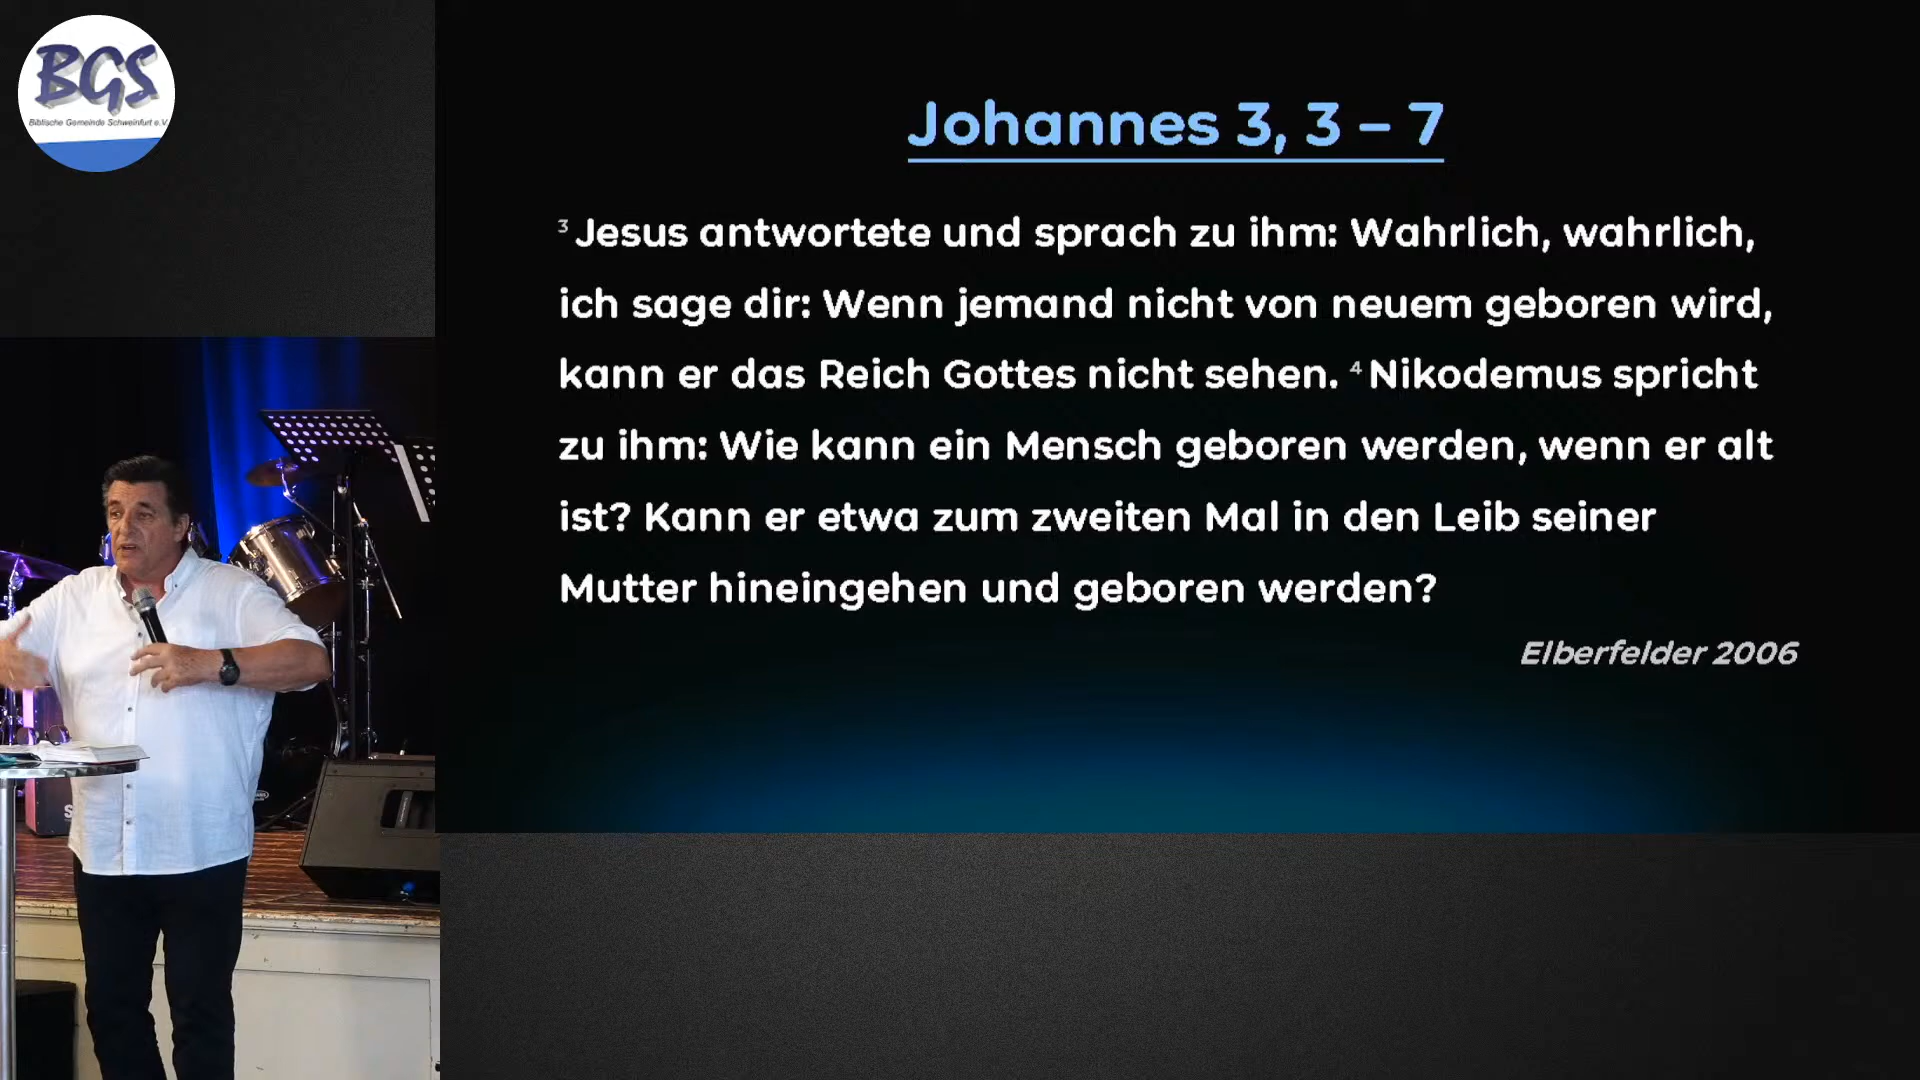 BGS
Biblische Gemeinde Schweinfurt e.V.
Johannes 3, 3 – 7
3 Jesus antwortete und sprach zu ihm: Wahrlich, wahrlich,
ich sage dir: Wenn jemand nicht von neuem geboren wird,
kann er das Reich Gottes nicht sehen. 4 Nikodemus spricht
zu ihm: Wie kann ein Mensch geboren werden, wenn er alt
ist? Kann er etwa zum zweiten Mal in den Leib seiner
Mutter hineingehen und geboren werden?
Elberfelder 2006